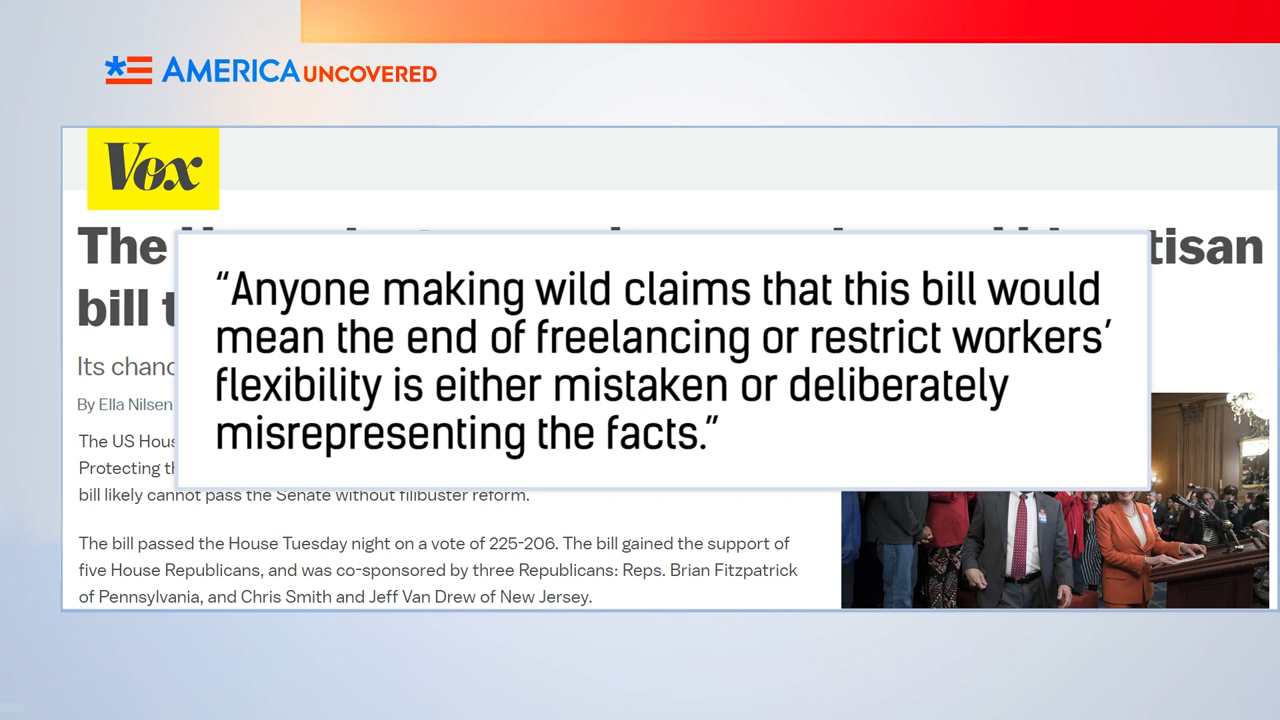 AMERICA UNCOVERED
Vox
The tisan
“Anyone making wild claims that this bill would
mean the end of freelancing or restrict workers’
flexibility is either mistaken or deliberately
misrepresenting the facts.”
bill
Its
By Ella Nilsen
The US
Protecting
bill likely cannot pass the Senate without filibuster reform.
The bill passed the House Tuesday night on a vote of 225-206. The bill gained the support of
five House Republicans, and was co-sponsored by three Republicans: Reps. Brian Fitzpatrick
of Pennsylvania, and Chris Smith and Jeff Van Drew of New Jersey.